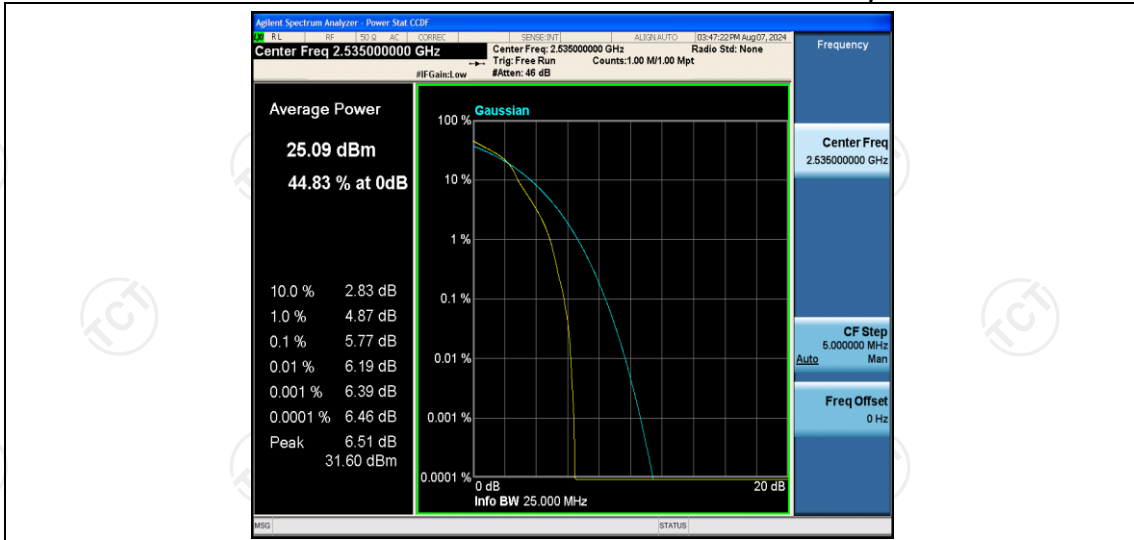 Agilent Spectrum Analyzer - Power Stat CCDF
LXI RL RF 50 Ω AC CORREC SENSE:INT ALIGN AUTO 03:47:22 PM Aug 07, 2024
Center Freq 2.535000000 GHz
Center Freq: 2.535000000 GHz Radio Std: None
Trig: Free Run Counts:1.00 M/1.00 Mpt
#IFGain:Low #Atten: 46 dB
Frequency
Average Power
25.09 dBm
44.83 % at 0dB
10.0 % 2.83 dB
1.0 % 4.87 dB
0.1 % 5.77 dB
0.01 % 6.19 dB
0.001 % 6.39 dB
0.0001 % 6.46 dB
Peak 6.51 dB
31.60 dBm
Gaussian
100 %
10 %
1 %
0.1 %
0.01 %
0.001 %
0.0001 %
0 dB 20 dB
Info BW 25.000 MHz
Center Freq
2.535000000 GHz
CF Step
5.000000 MHz
Auto Man
Freq Offset
0 Hz
MSG STATUS
TCT
TCT